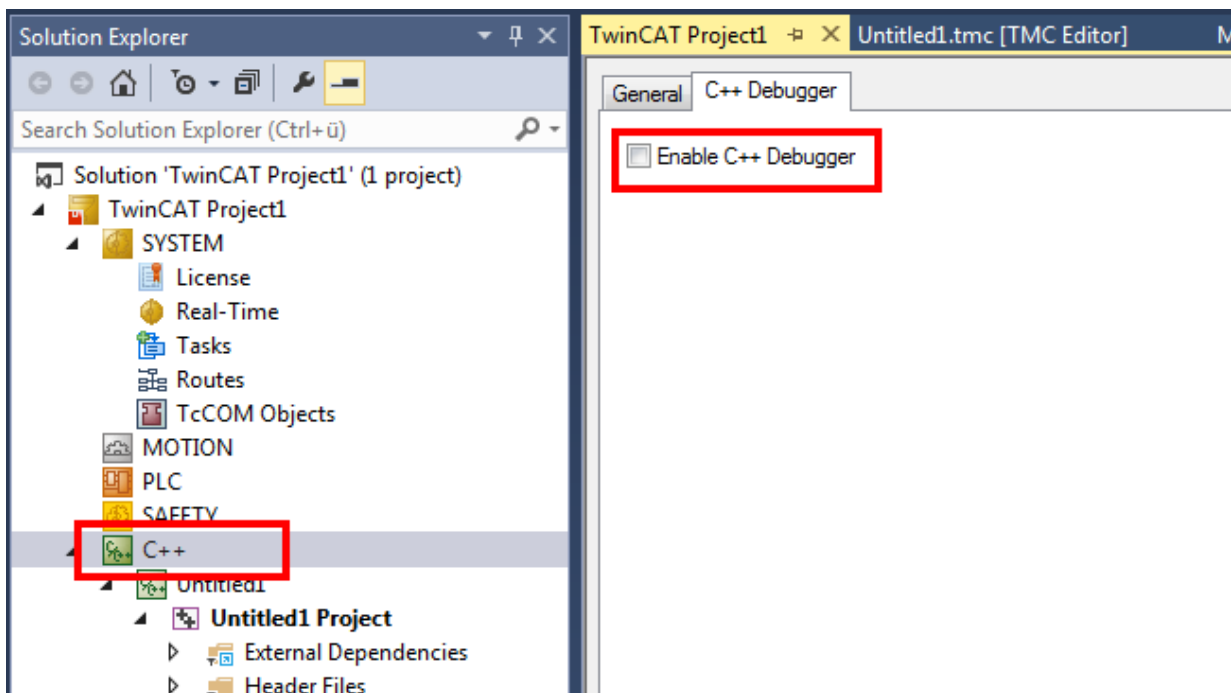 Solution Explorer
Search Solution Explorer (Ctrl+ü)
Solution 'TwinCAT Project1' (1 project)
TwinCAT Project1
SYSTEM
License
Real-Time
Tasks
Routes
TcCOM Objects
MOTION
PLC
SAFETY
C++
Untitled1
Untitled1 Project
External Dependencies
Header Files
TwinCAT Project1 Untitled1.tmc [TMC Editor]
General C++ Debugger
Enable C++ Debugger